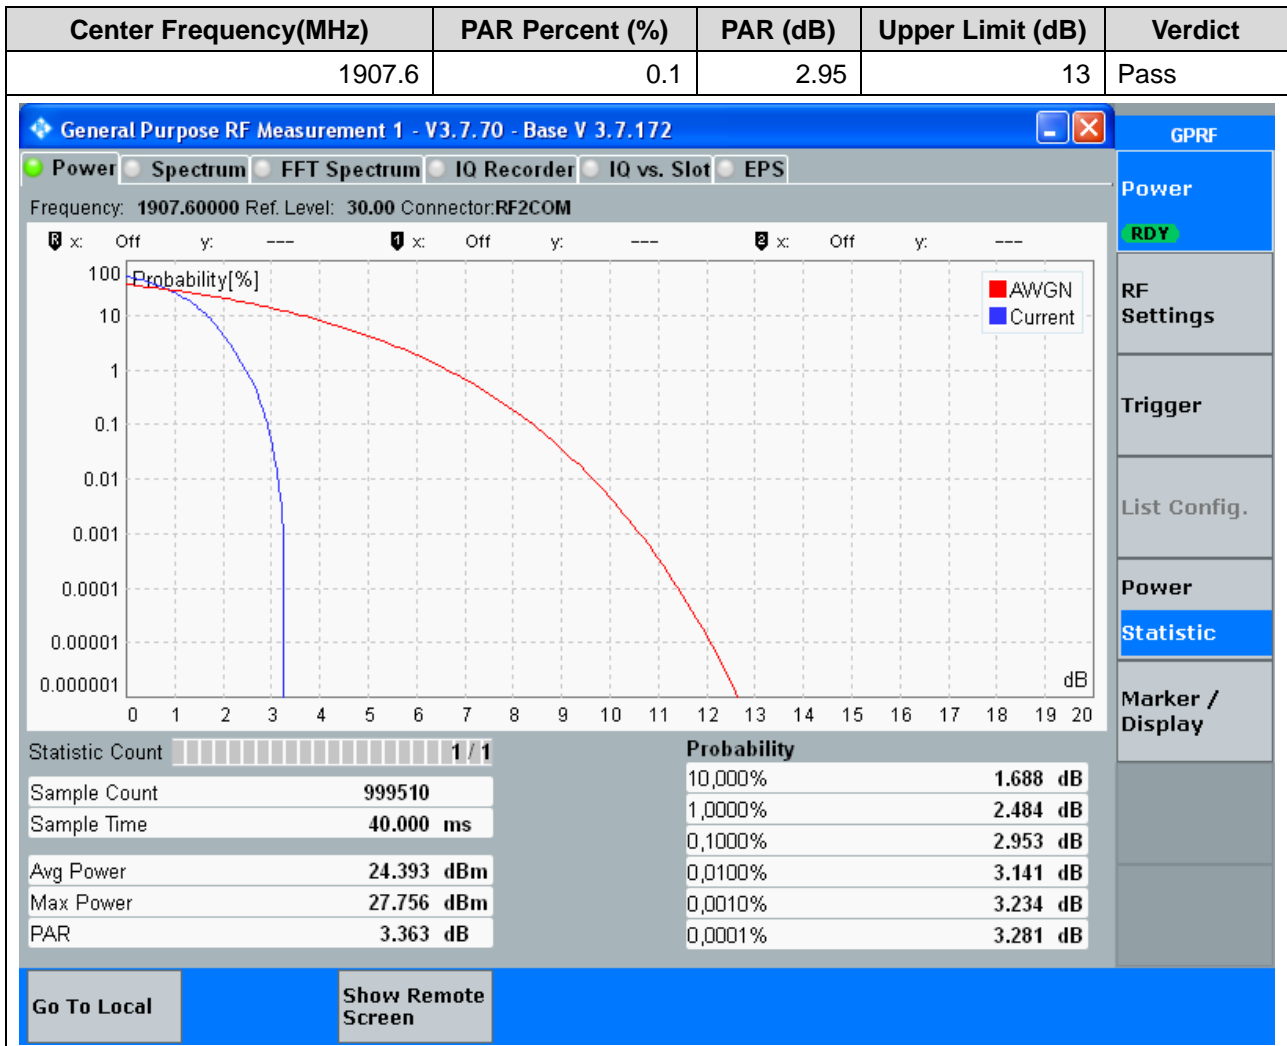 Center Frequency(MHz) PAR Percent (%) PAR (dB) Upper Limit (dB) Verdict
1907.6 0.1 2.95 13 Pass
General Purpose RF Measurement 1 - V3.7.70 - Base V 3.7.172
GPRF
Power Spectrum FFT Spectrum IQ Recorder IQ vs. Slot EPS
Power
RDY
Frequency: 1907.60000 Ref. Level: 30.00 Connector:RF2COM
R x: Off y: --- 1 x: Off y: --- 2 x: Off y: ---
Probability[%]
AWGN
Current
100
10
1
0.1
0.01
0.001
0.0001
0.00001
0.000001
dB
0 1 2 3 4 5 6 7 8 9 10 11 12 13 14 15 16 17 18 19 20
RF
Settings
Trigger
List Config.
Power
Statistic
Marker /
Display
Statistic Count 1 / 1
Sample Count 999510
Sample Time 40.000 ms
Avg Power 24.393 dBm
Max Power 27.756 dBm
PAR 3.363 dB
Probability
10,000% 1.688 dB
1,0000% 2.484 dB
0,1000% 2.953 dB
0,0100% 3.141 dB
0,0010% 3.234 dB
0,0001% 3.281 dB
Go To Local
Show Remote
Screen